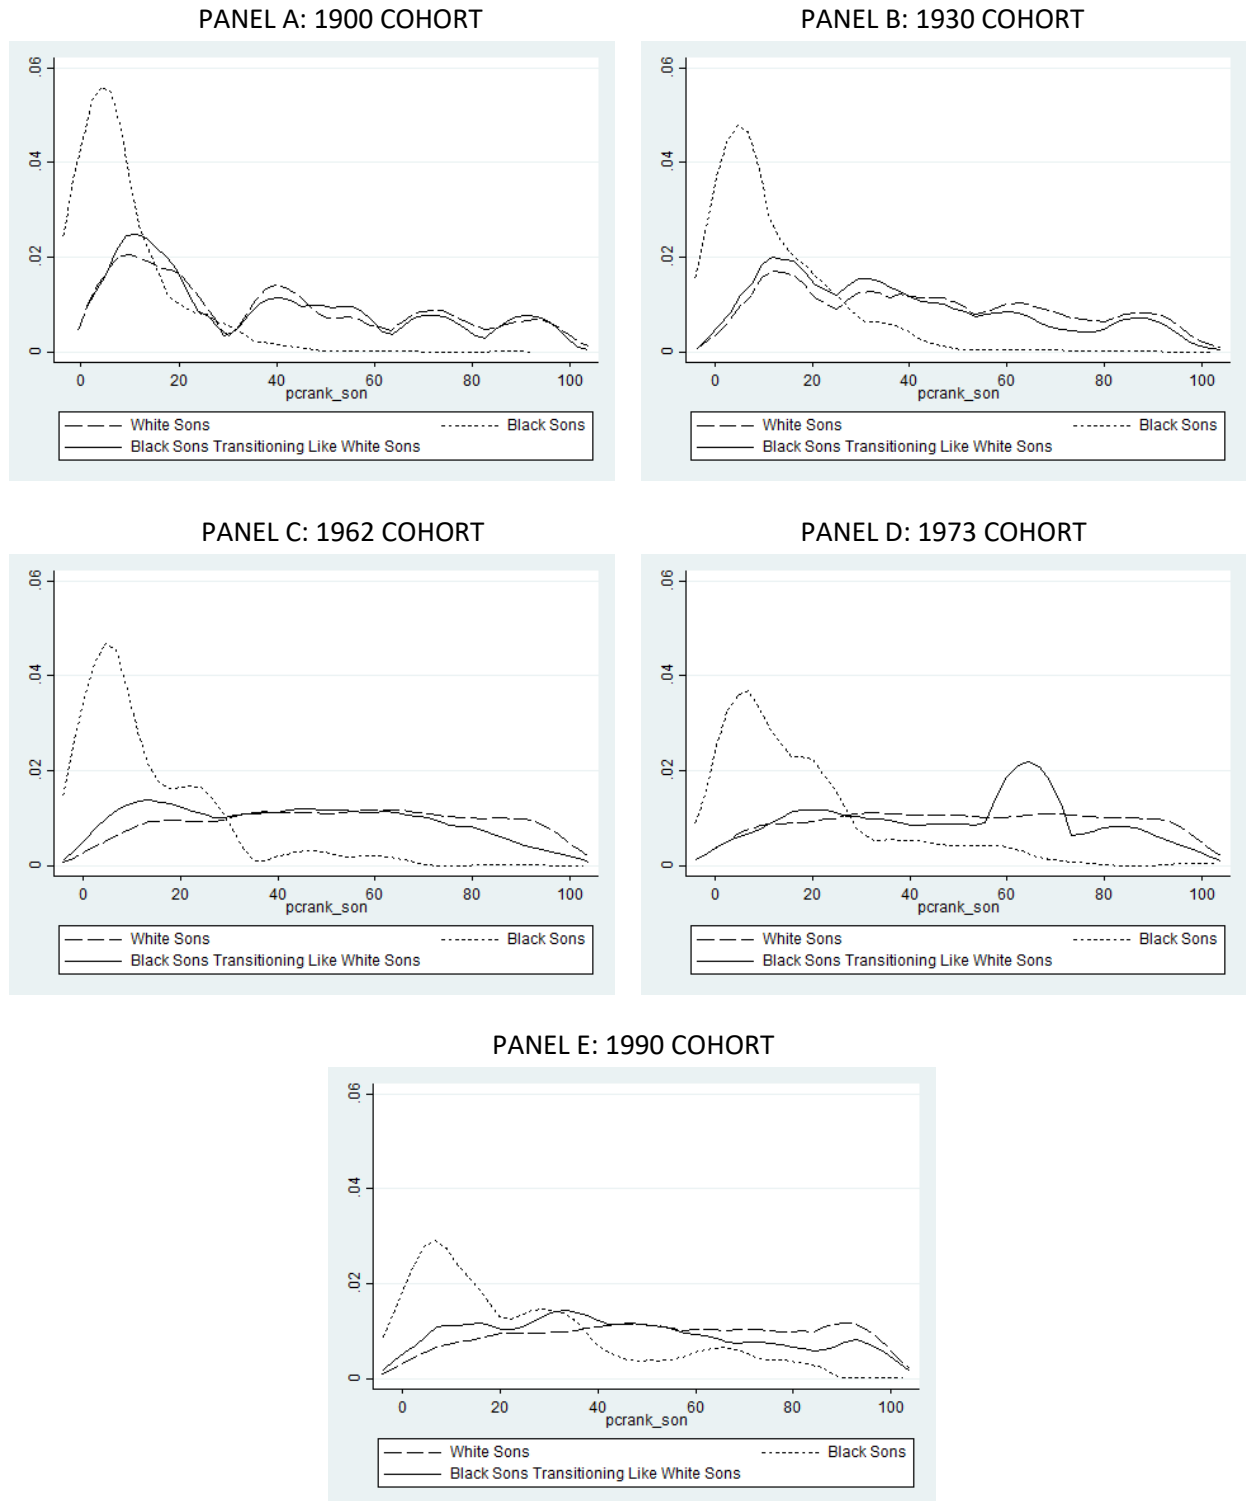 PANEL A: 1900 COHORT
.06
.04
.02
0
0 20 40 60 80 100
pcrank_son
White Sons Black Sons
Black Sons Transitioning Like White Sons
PANEL B: 1930 COHORT
.06
.04
.02
0
0 20 40 60 80 100
pcrank_son
White Sons Black Sons
Black Sons Transitioning Like White Sons
PANEL C: 1962 COHORT
.06
.04
.02
0
0 20 40 60 80 100
pcrank_son
White Sons Black Sons
Black Sons Transitioning Like White Sons
PANEL D: 1973 COHORT
.06
.04
.02
0
0 20 40 60 80 100
pcrank_son
White Sons Black Sons
Black Sons Transitioning Like White Sons
PANEL E: 1990 COHORT
.06
.04
.02
0
0 20 40 60 80 100
pcrank_son
White Sons Black Sons
Black Sons Transitioning Like White Sons